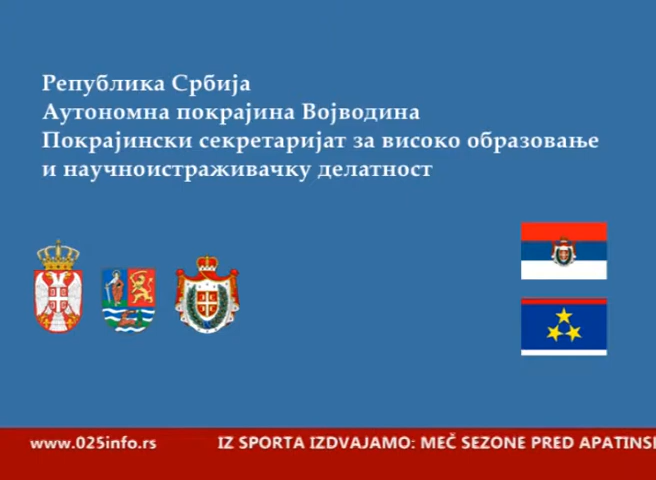 Република Србија
Аутономна покрајина Војводина
Покрајински секретаријат за високо образовање
и научноистраживачку делатност
www.025info.rs IZ SPORTA IZDVAJAMO: MEČ SEZONE PRED APATINSI